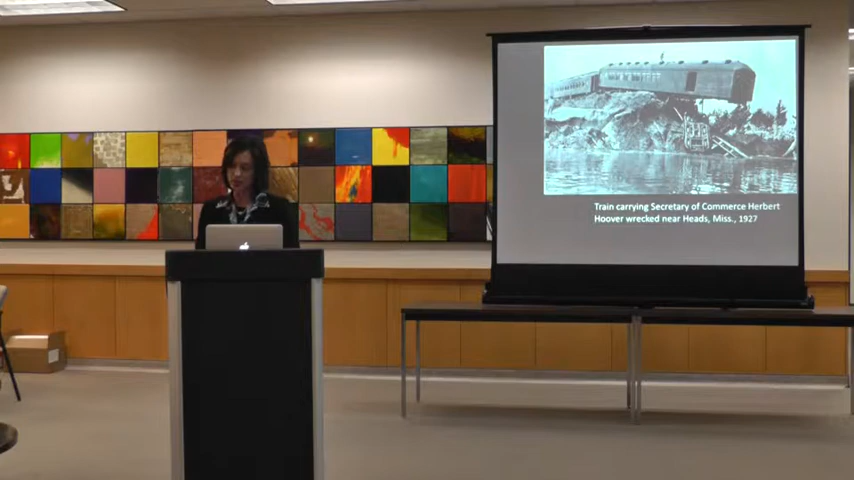 Train carrying Secretary of Commerce Herbert
Hoover wrecked near Heads, Miss., 1927